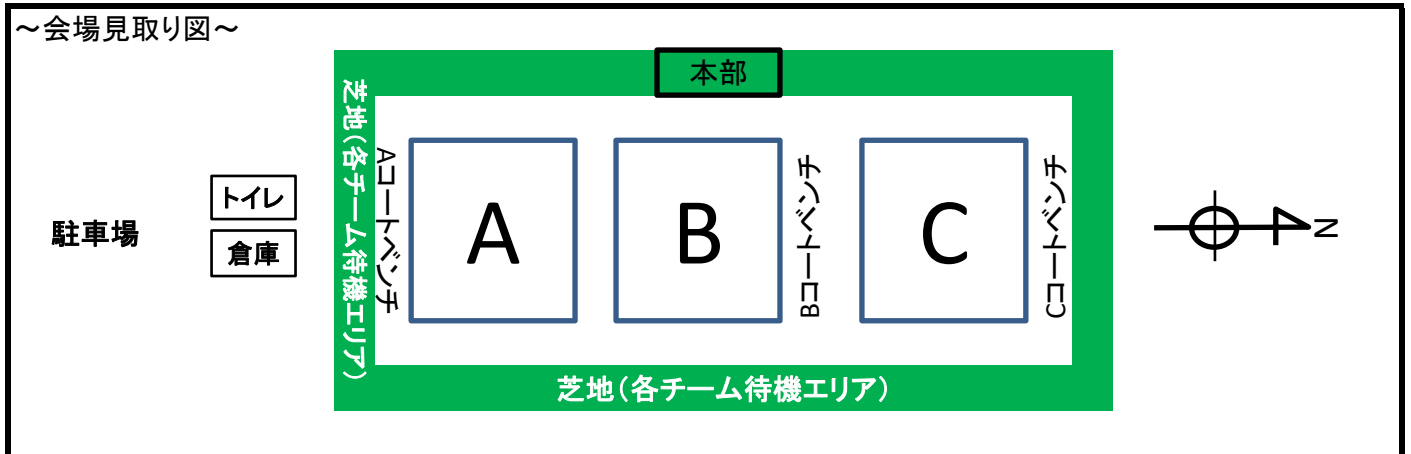 ～会場見取り図～
本部
芝地(各チーム待機エリア)
Aコートベンチ
A
B
Bコートベンチ
C
Cコートベンチ
トイレ
駐車場
倉庫
N
芝地(各チーム待機エリア)